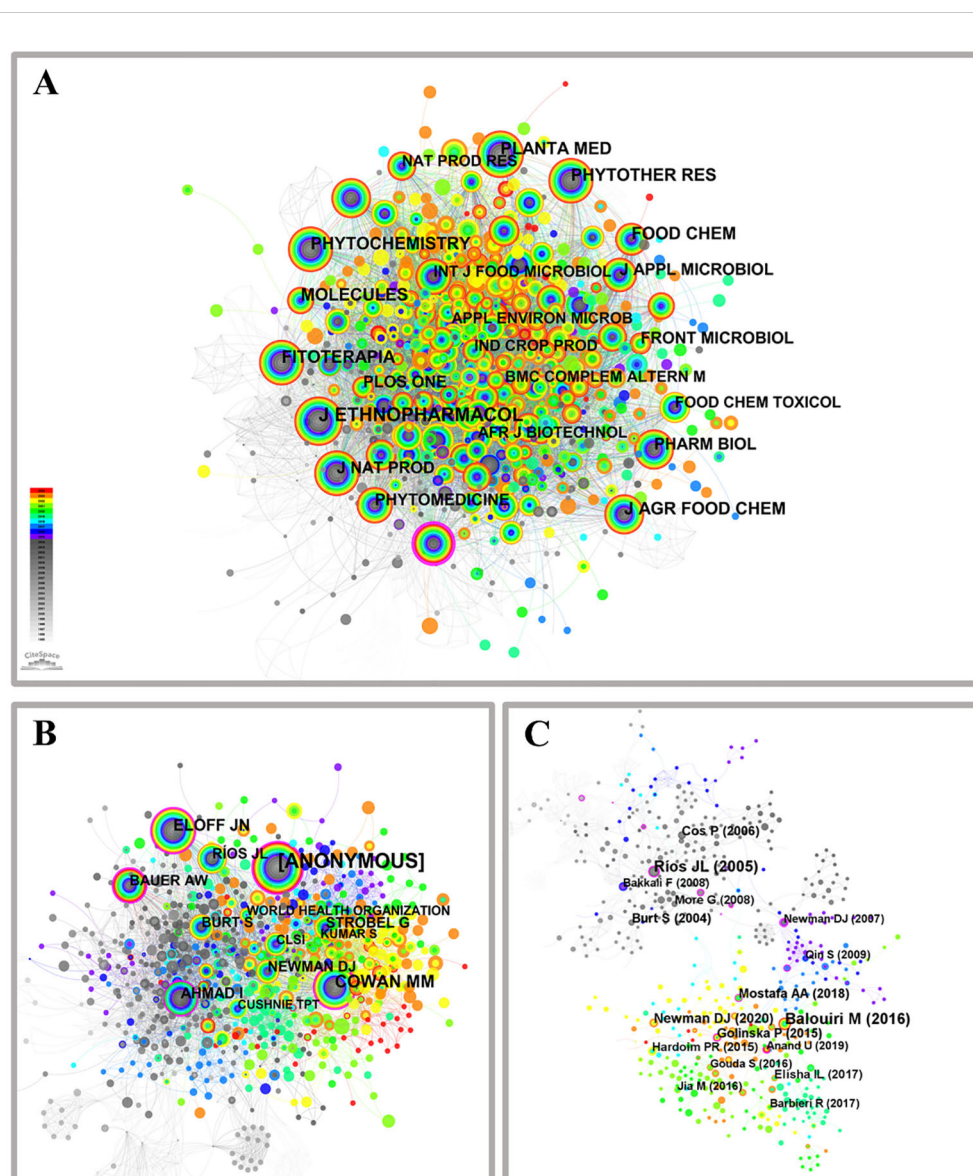 A
PLANTA MED
NAT PROD RES
PHYTOTHER RES
FOOD CHEM
PHYTOCHEMISTRY
INT J FOOD MICROBIOL
J APPL MICROBIOL
MOLECULES
APPL ENVIRON MICROB
FRONT MICROBIOL
IND CROP PROD
FITOTERAPIA
BMC COMPLEM ALTERN M
PLOS ONE
FOOD CHEM TOXICOL
J ETHNOPHARMACOL
AFR J BIOTECHNOL
PHARM BIOL
J NAT PROD
PHYTOMEDICINE
J AGR FOOD CHEM
CiteSpace
B
ELOFF JN
RÍOS JL
[ANONYMOUS]
BAUER AW
WORLD HEALTH ORGANIZATION
BURT S
STROBEL G
KUMAR S
CLSI
NEWMAN DJ
COWAN MM
AHMAD I
CUSHNIE TPT
C
Cos P (2006)
Ríos JL (2005)
Bakkali F (2008)
More G (2008)
Burt S (2004)
Newman DJ (2007)
Qin S (2009)
Mostafa AA (2018)
Newman DJ (2020)
Balouiri M (2016)
Golinska P (2015)
Hardoim PR (2015)
Anand U (2019)
Gouda S (2016)
Elisha IL (2017)
Jia M (2016)
Barbieri R (2017)